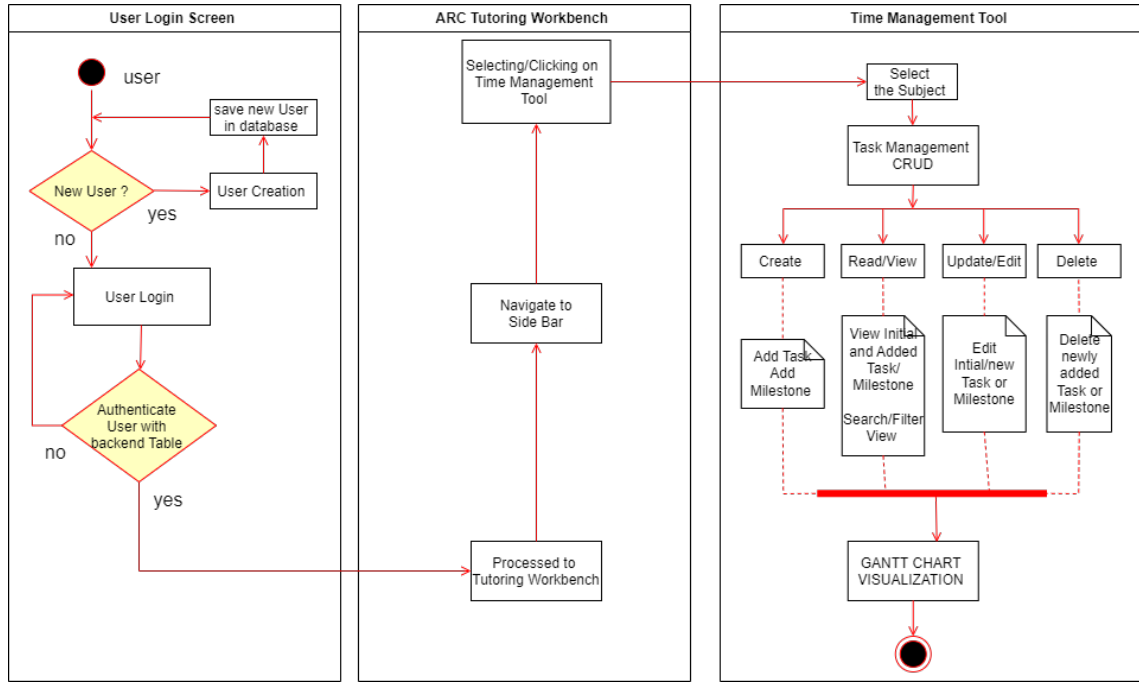 User Login Screen
user
save new User
in database
New User ?
yes
User Creation
no
User Login
Authenticate
User with
backend Table
no
yes
ARC Tutoring Workbench
Selecting/Clicking on
Time Management
Tool
Navigate to
Side Bar
Processed to
Tutoring Workbench
Time Management Tool
Select
the Subject
Task Management
CRUD
Create
Read/View
Update/Edit
Delete
Add Task
Add
Milestone
View Initial
and Added
Task/
Milestone
Search/Filter
View
Edit
Intial/new
Task or
Milestone
Delete
newly
added
Task or
Milestone
GANTT CHART
VISUALIZATION